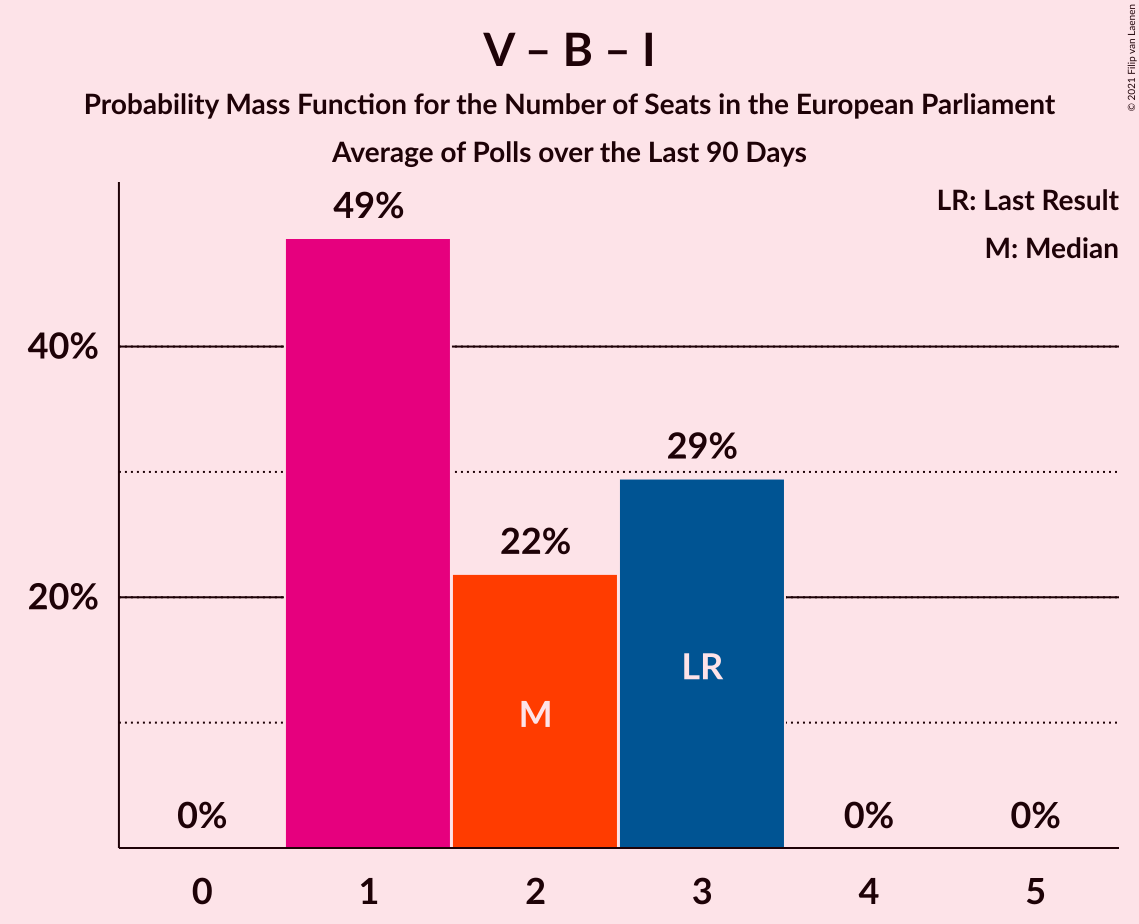 V – B – I
Probability Mass Function for the Number of Seats in the European Parliament
Average of Polls over the Last 90 Days
© 2021 Filip van Laenen
LR: Last Result
M: Median
49%
40%
29%
22%
20%
LR
M
0%
0%
0%
0
1
2
3
4
5